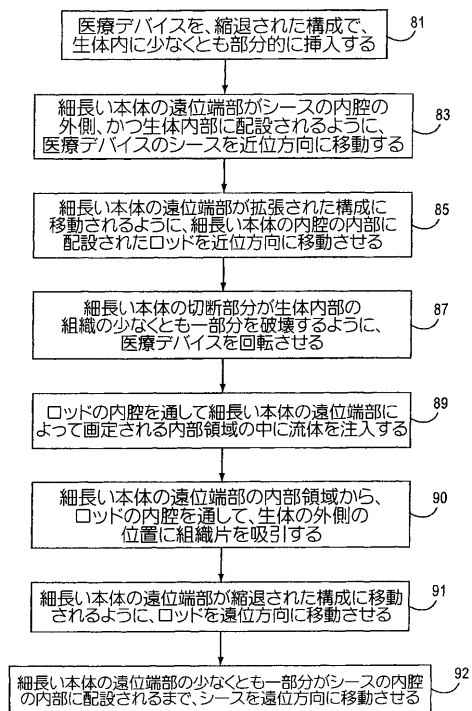 医療デバイスを、縮退された構成で、
生体内に少なくとも部分的に挿入する
81
細長い本体の遠位端部がシースの内腔の
外側、かつ生体内部に配設されるように、
医療デバイスのシースを近位方向に移動する
83
細長い本体の遠位端部が拡張された構成に
移動されるように、細長い本体の内腔の内部に
配設されたロッドを近位方向に移動させる
85
細長い本体の切断部分が生体内部の
組織の少なくとも一部分を破壊するように、
医療デバイスを回転させる
87
ロッドの内腔を通して細長い本体の遠位端部に
よって画定される内部領域の中に流体を注入する
89
細長い本体の遠位端部の内部領域から、
ロッドの内腔を通して、生体の外側の
位置に組織片を吸引する
90
細長い本体の遠位端部が縮退された構成に移動
されるように、ロッドを遠位方向に移動させる
91
細長い本体の遠位端部の少なくとも一部分がシースの内腔
の内部に配設されるまで、シースを遠位方向に移動させる
92